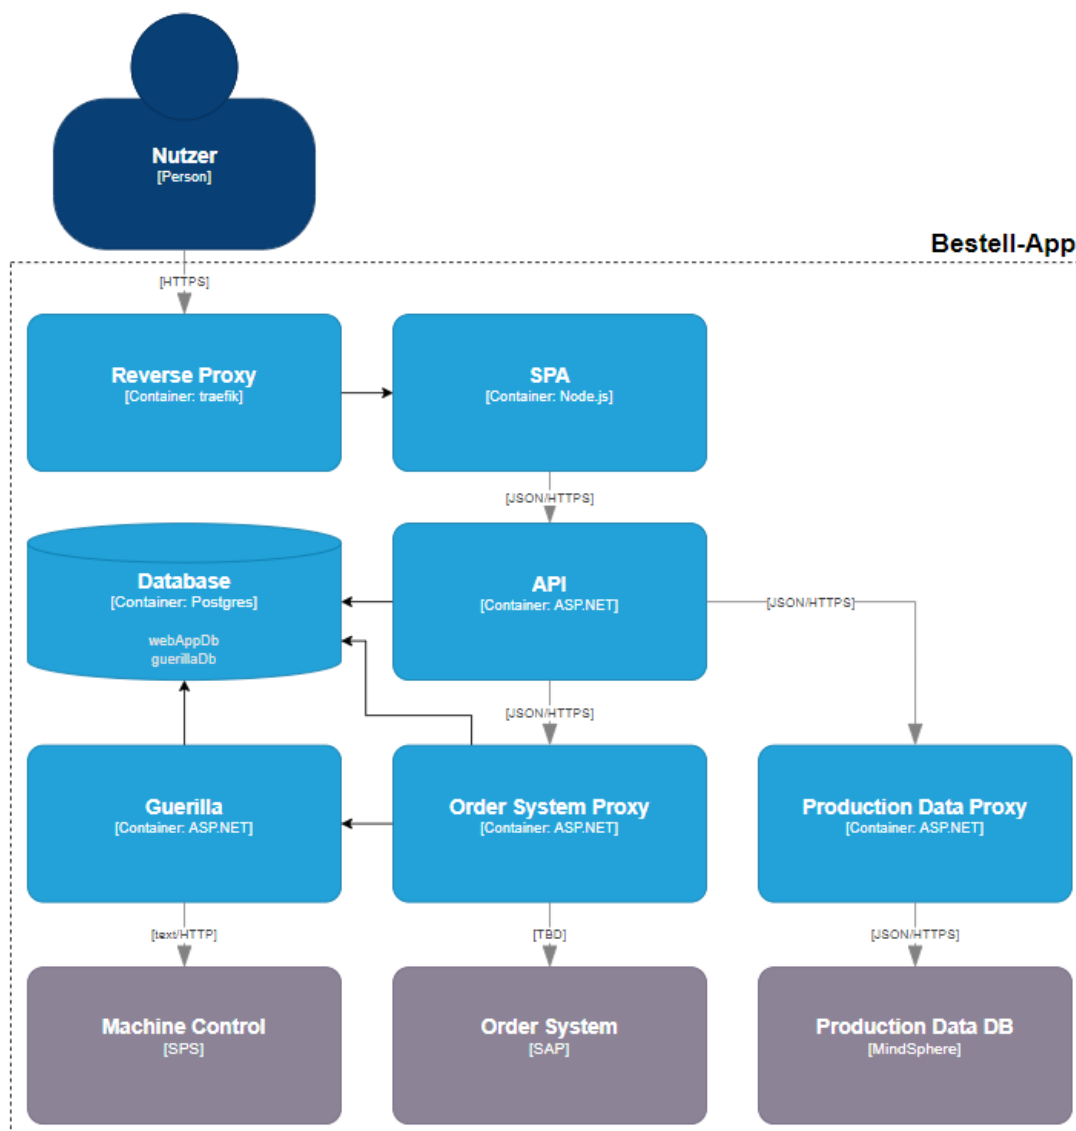 Nutzer
[Person]
Bestell-App
[HTTPS]
Reverse Proxy
[Container: traefik]
SPA
[Container: Node.js]
[JSON/HTTPS]
Database
[Container: Postgres]
webAppDb
guerillaDb
API
[Container: ASP.NET]
[JSON/HTTPS]
[JSON/HTTPS]
Guerilla
[Container: ASP.NET]
Order System Proxy
[Container: ASP.NET]
Production Data Proxy
[Container: ASP.NET]
[text/HTTP]
[TBD]
[JSON/HTTPS]
Machine Control
[SPS]
Order System
[SAP]
Production Data DB
[MindSphere]